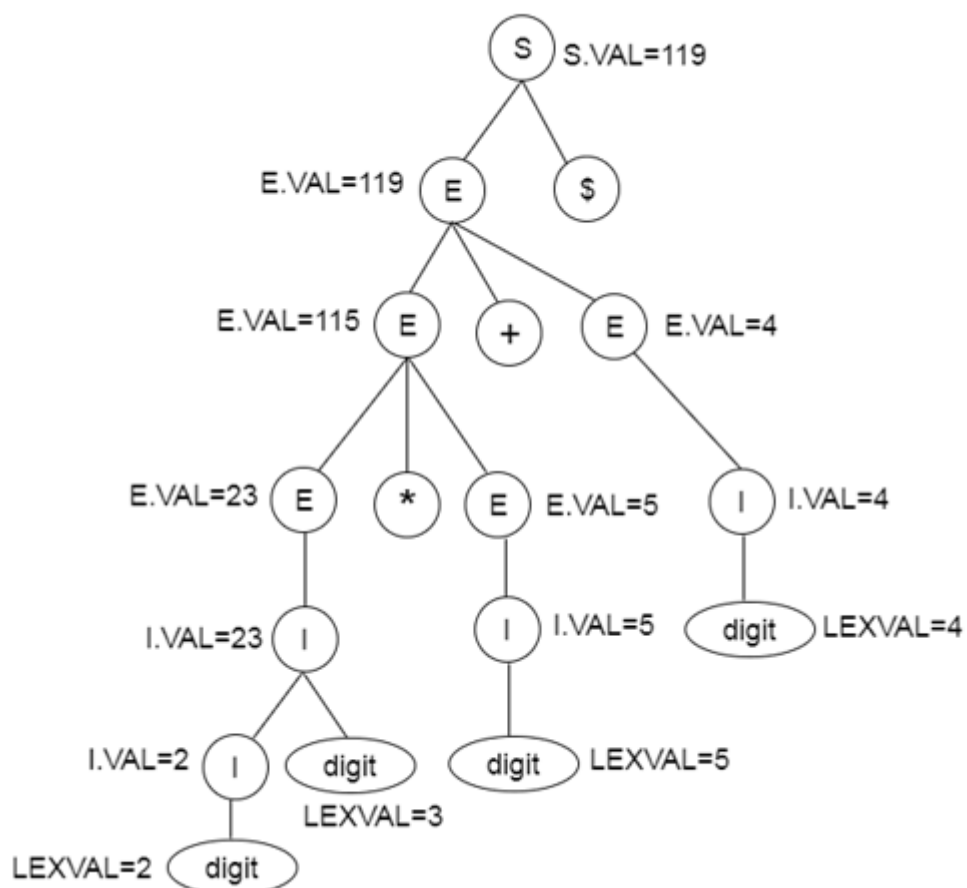 S S.VAL=119
E.VAL=119 E $
E.VAL=115 E + E E.VAL=4
E.VAL=23 E * E E.VAL=5 I I.VAL=4
I.VAL=23 I I I.VAL=5 digit LEXVAL=4
I.VAL=2 I digit digit LEXVAL=5
LEXVAL=3
LEXVAL=2 digit